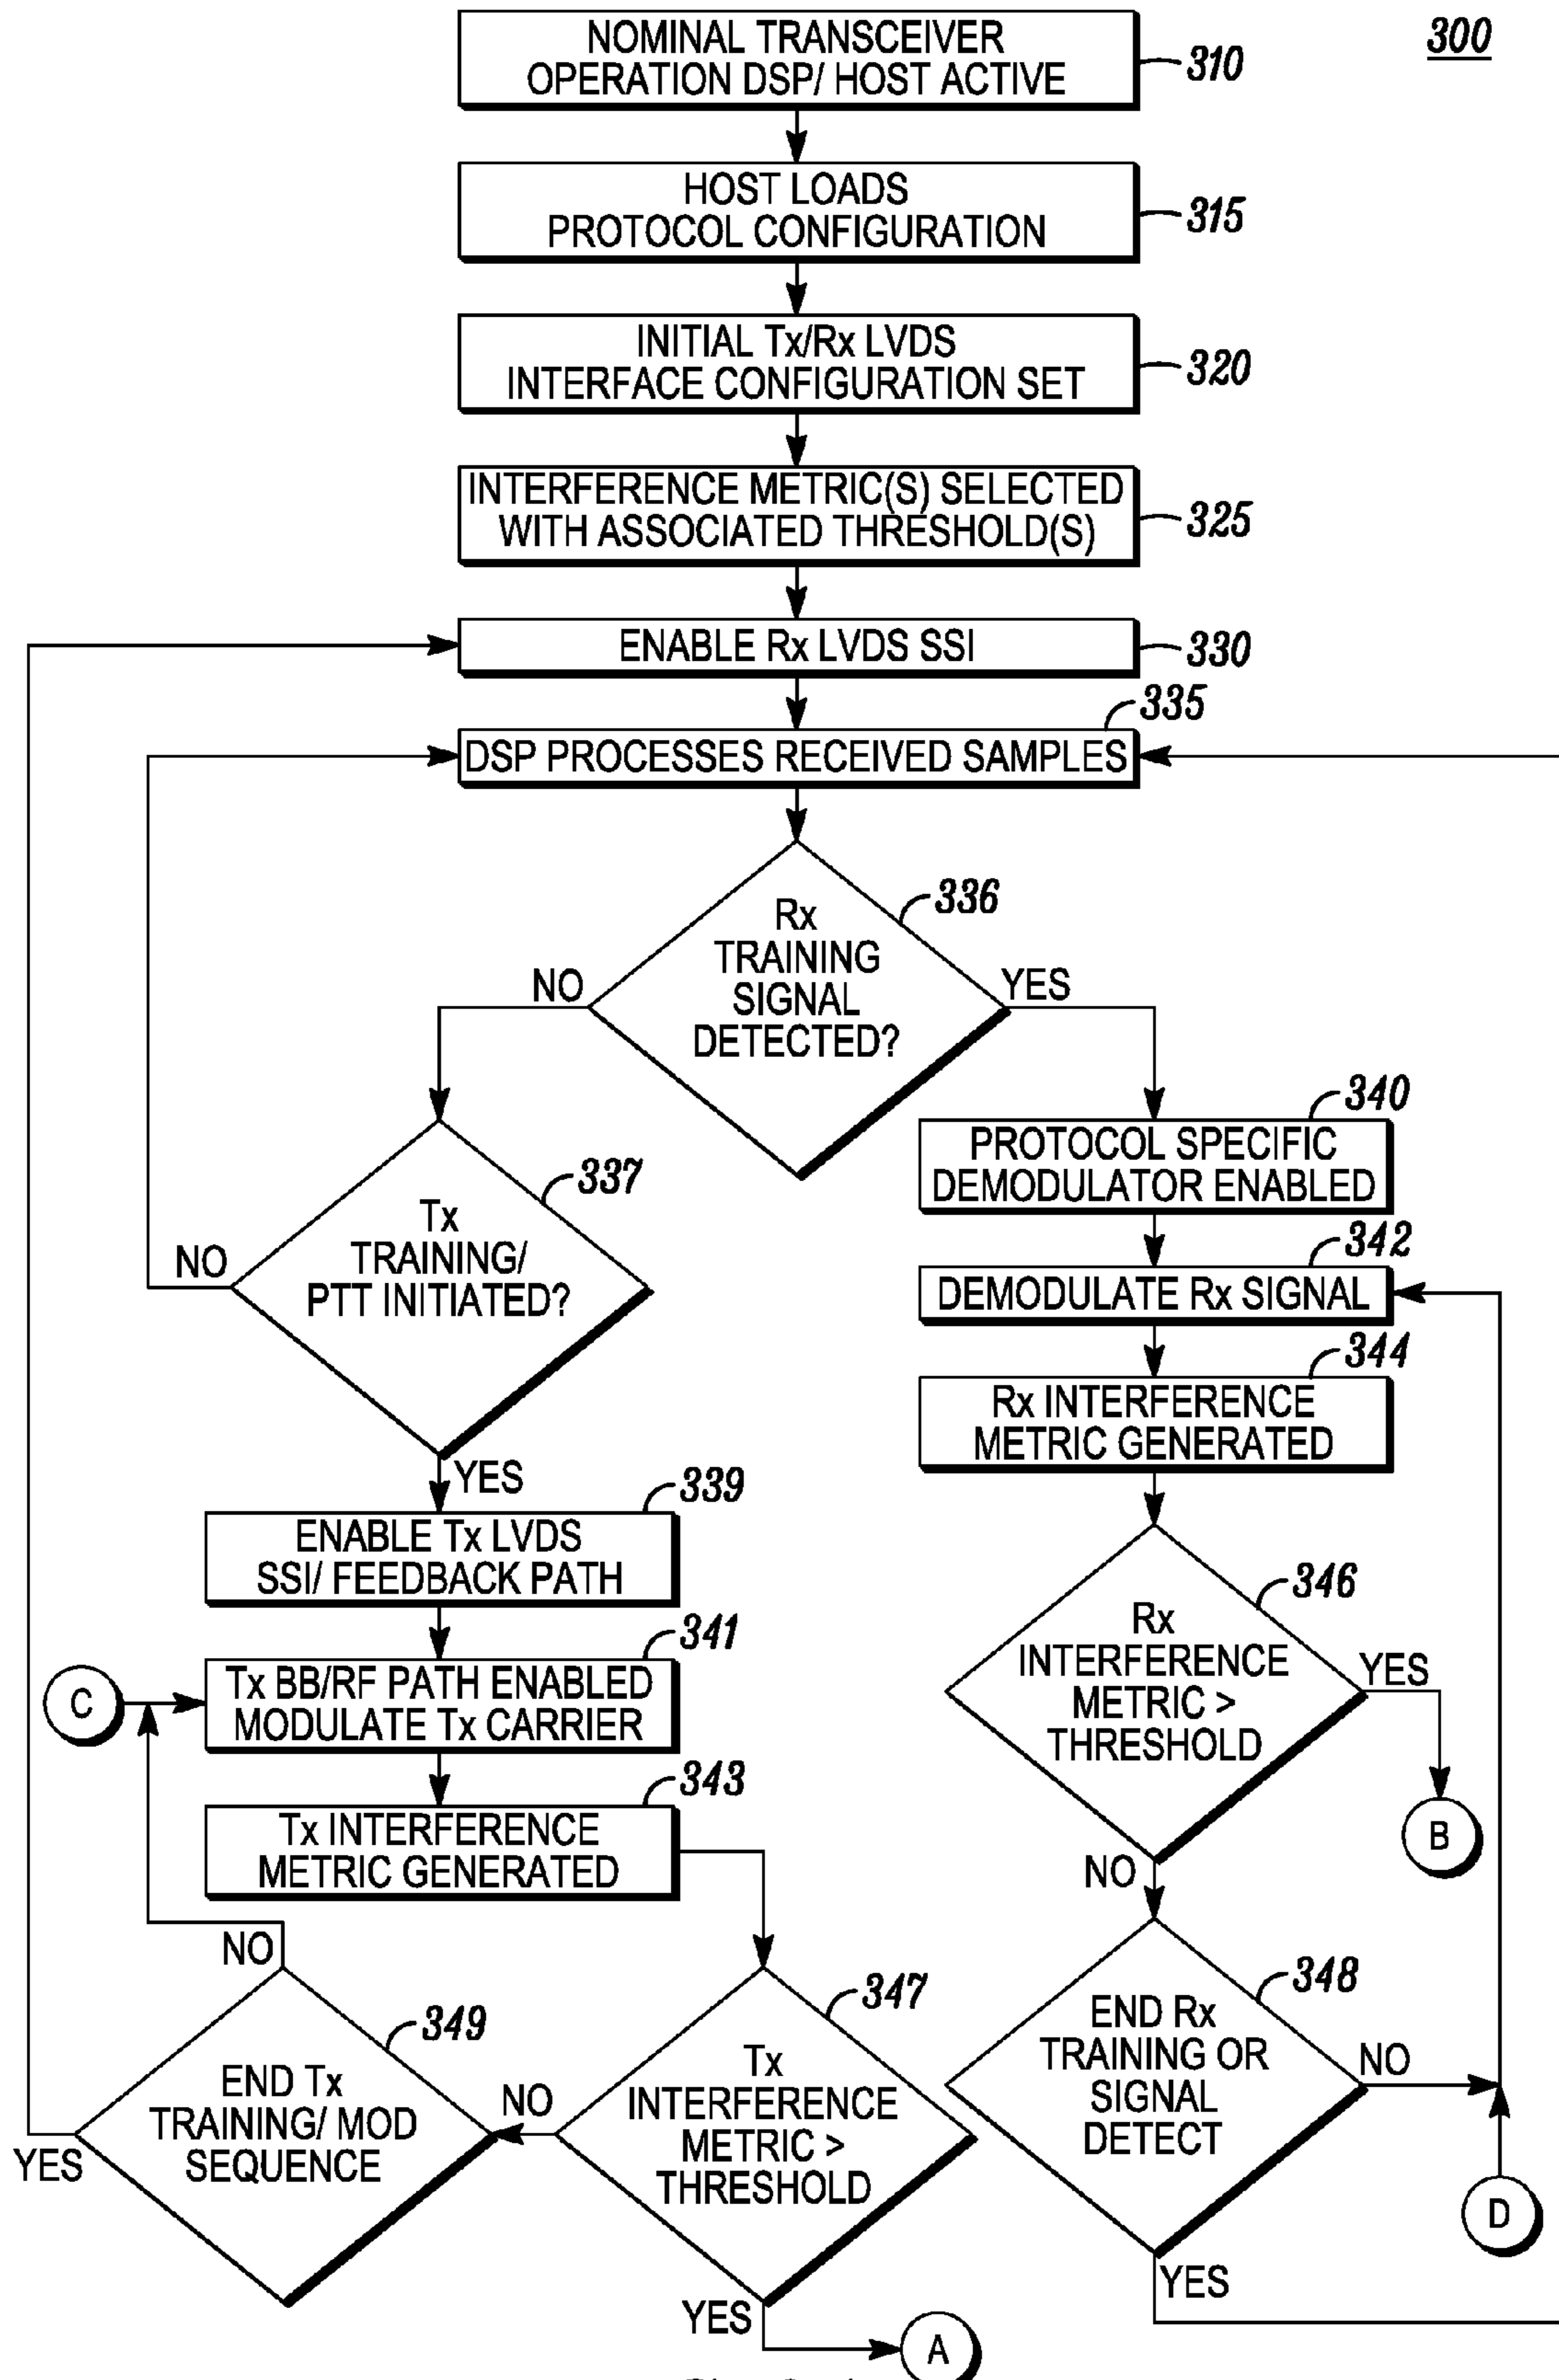 300
NOMINAL TRANSCEIVER
OPERATION DSP/ HOST ACTIVE
310
HOST LOADS
PROTOCOL CONFIGURATION
315
INITIAL Tx/Rx LVDS
INTERFACE CONFIGURATION SET
320
INTERFERENCE METRIC(S) SELECTED
WITH ASSOCIATED THRESHOLD(S)
325
ENABLE Rx LVDS SSI
330
335
DSP PROCESSES RECEIVED SAMPLES
336
Rx
TRAINING
SIGNAL
DETECTED?
NO
YES
337
Tx
TRAINING/
PTT INITIATED?
NO
YES
340
PROTOCOL SPECIFIC
DEMODULATOR ENABLED
342
DEMODULATE Rx SIGNAL
344
Rx INTERFERENCE
METRIC GENERATED
339
ENABLE Tx LVDS
SSI/ FEEDBACK PATH
341
C
Tx BB/RF PATH ENABLED
MODULATE Tx CARRIER
343
Tx INTERFERENCE
METRIC GENERATED
346
Rx
INTERFERENCE
METRIC >
THRESHOLD
YES
B
NO
NO
349
END Tx
TRAINING/ MOD
SEQUENCE
YES
NO
347
Tx
INTERFERENCE
METRIC >
THRESHOLD
YES
A
348
END Rx
TRAINING OR
SIGNAL
DETECT
NO
D
YES